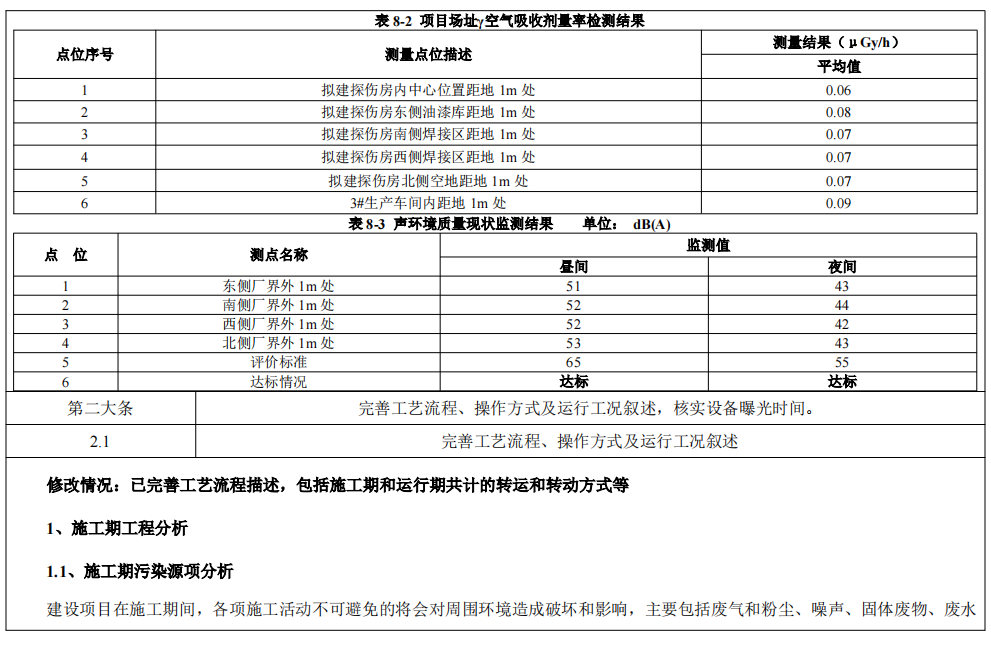 表 8-2 项目场址γ空气吸收剂量率检测结果
点位序号 测量点位描述 测量结果（μGy/h）
平均值
1 拟建探伤房内中心位置距地 1m 处 0.06
2 拟建探伤房东侧油漆库距地 1m 处 0.08
3 拟建探伤房南侧焊接区距地 1m 处 0.07
4 拟建探伤房西侧焊接区距地 1m 处 0.07
5 拟建探伤房北侧空地距地 1m 处 0.07
6 3#生产车间内距地 1m 处 0.09
表 8-3 声环境质量现状监测结果 单位： dB(A)
点 位 测点名称 监测值
昼间 夜间
1 东侧厂界外 1m 处 51 43
2 南侧厂界外 1m 处 52 44
3 西侧厂界外 1m 处 52 42
4 北侧厂界外 1m 处 53 43
5 评价标准 65 55
6 达标情况 达标 达标
第二大条 完善工艺流程、操作方式及运行工况叙述，核实设备曝光时间。
2.1 完善工艺流程、操作方式及运行工况叙述
修改情况：已完善工艺流程描述，包括施工期和运行期共计的转运和转动方式等
1、施工期工程分析
1.1、施工期污染源项分析
建设项目在施工期间，各项施工活动不可避免的将会对周围环境造成破坏和影响，主要包括废气和粉尘、噪声、固体废物、废水